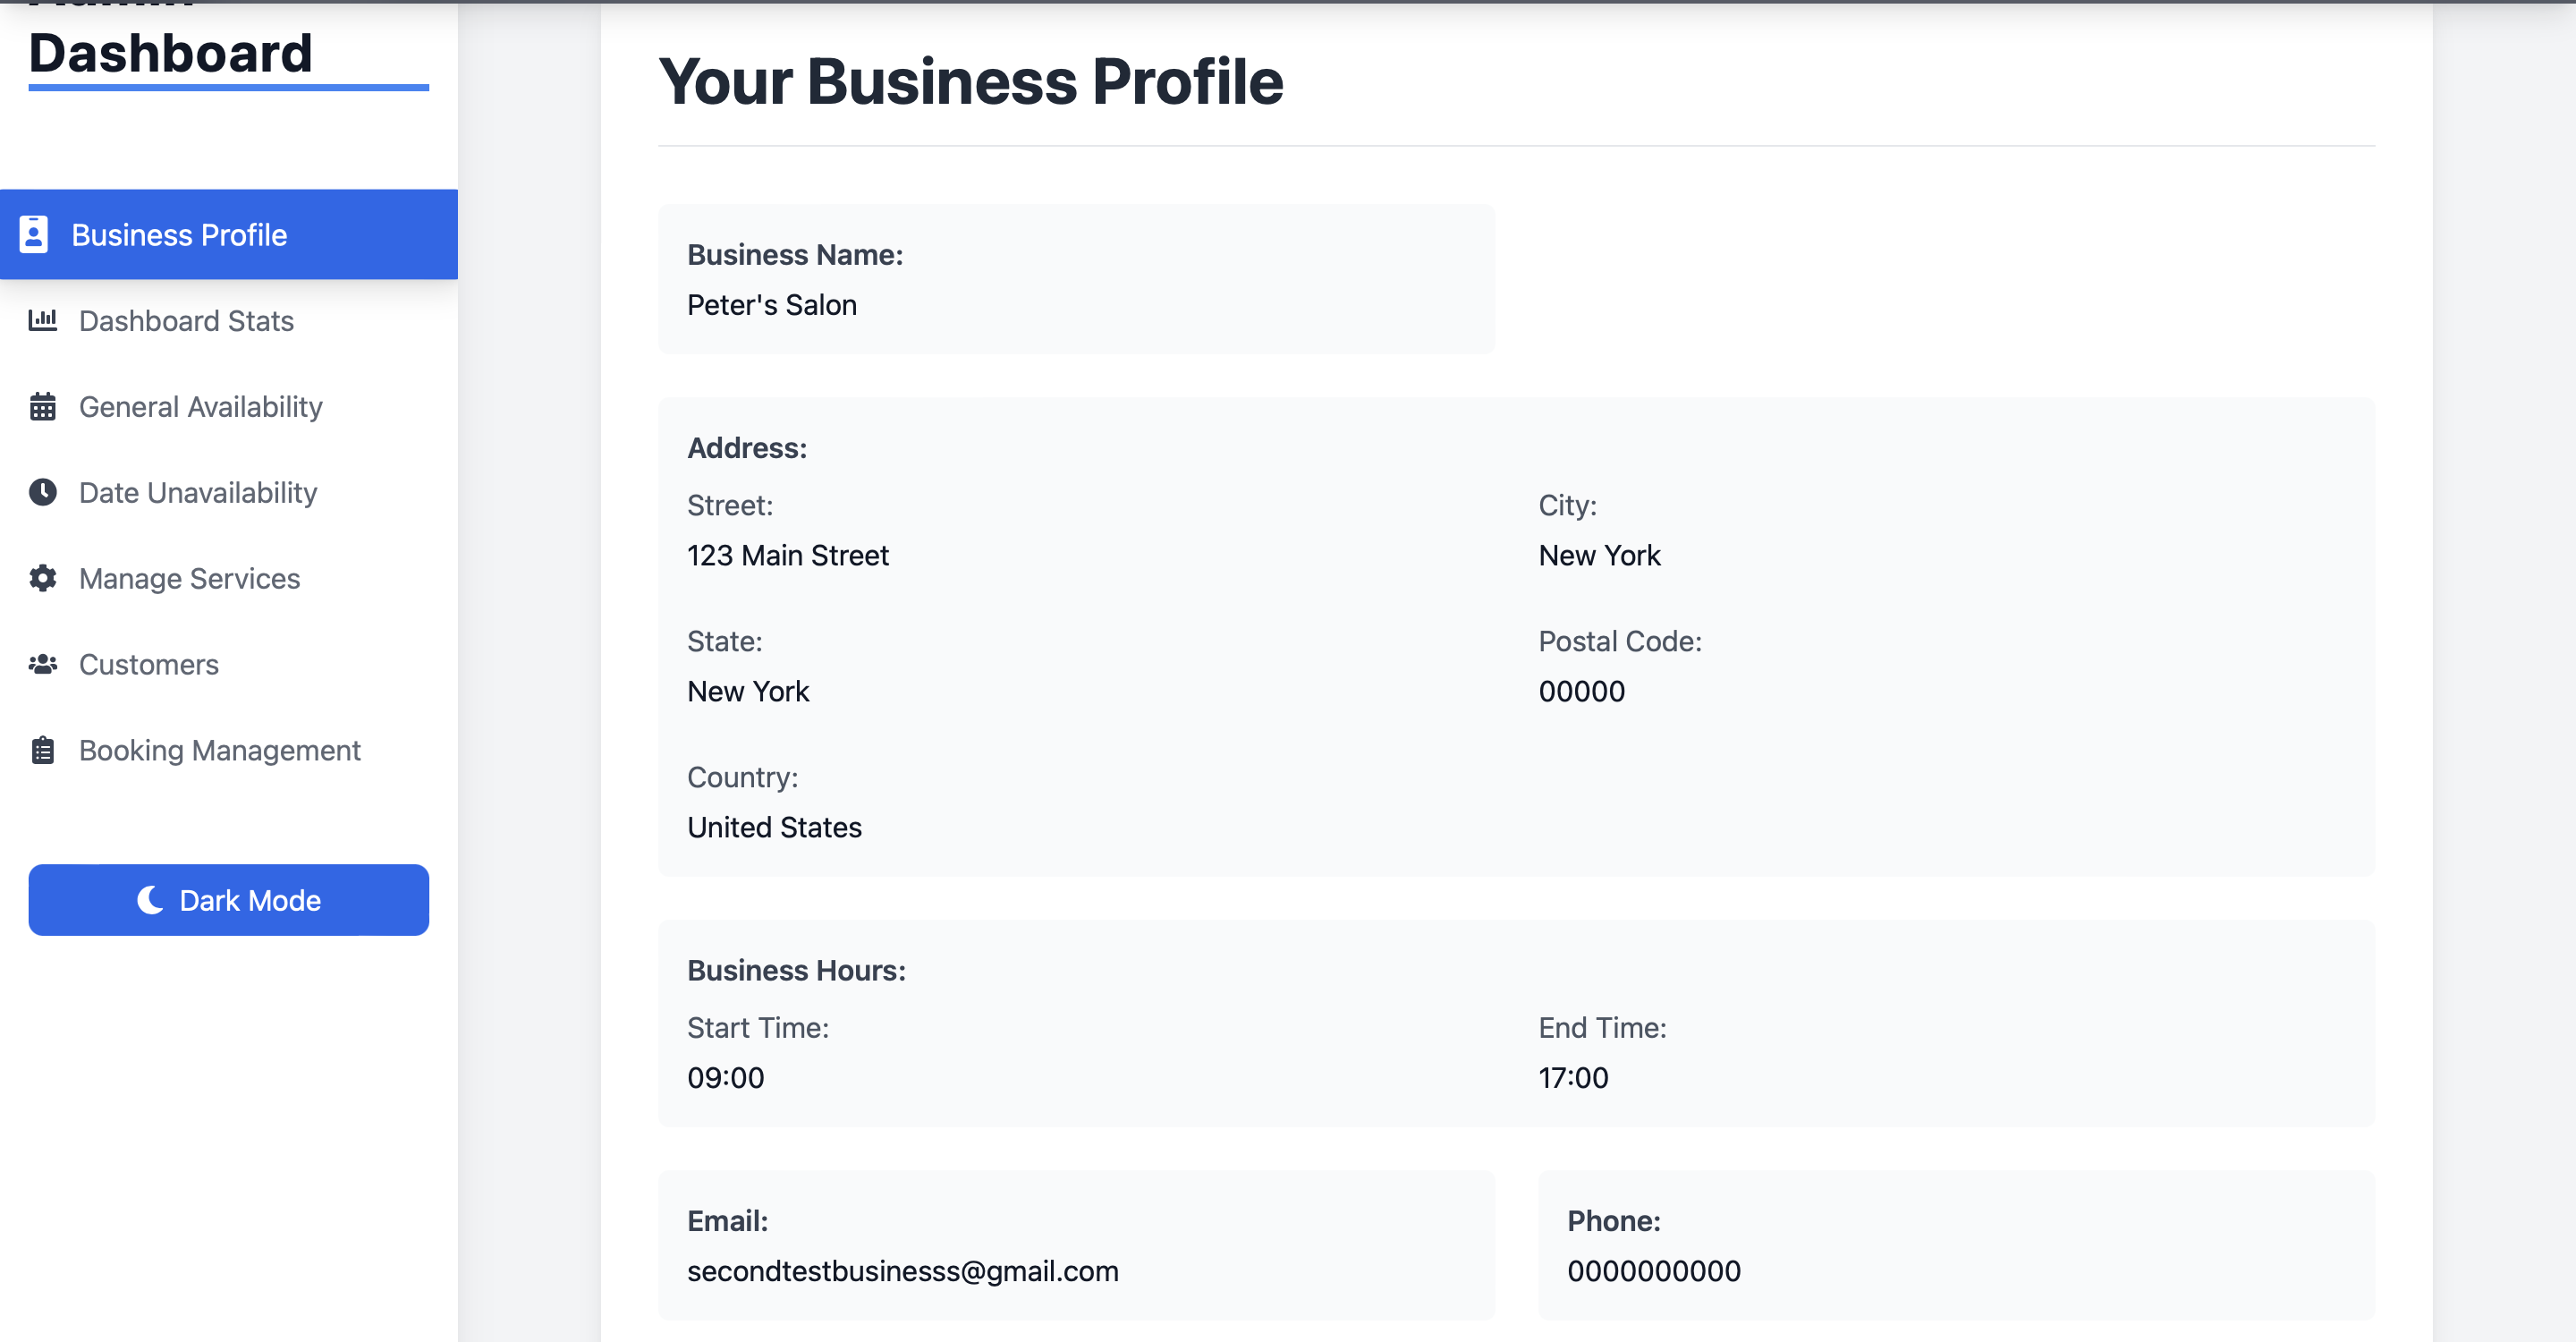 Dashboard
Business Profile
Dashboard Stats
General Availability
Date Unavailability
Manage Services
Customers
Booking Management
Dark Mode
Your Business Profile
Business Name:
Peter's Salon
Address:
Street:
123 Main Street
City:
New York
State:
New York
Postal Code:
00000
Country:
United States
Business Hours:
Start Time:
09:00
End Time:
17:00
Email:
secondtestbusinesss@gmail.com
Phone:
0000000000